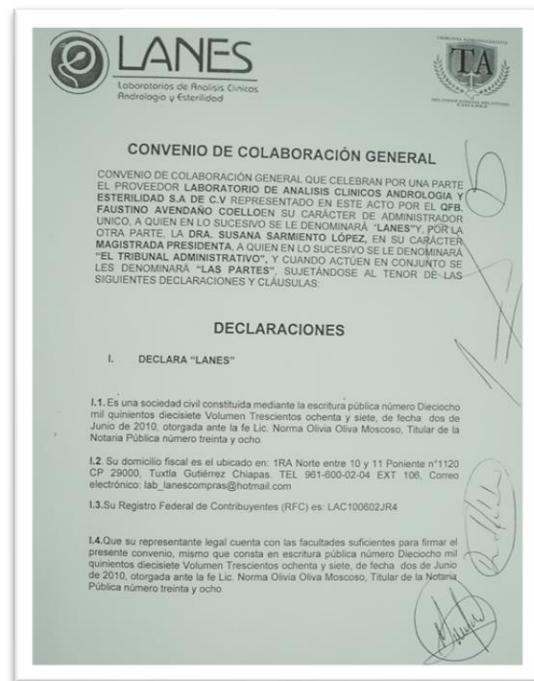 LANES
Laboratorios de Analisis Clinicos
Andrologia y Esterilidad
TA
CONVENIO DE COLABORACIÓN GENERAL
CONVENIO DE COLABORACIÓN GENERAL QUE CELEBRAN POR UNA PARTE
EL PROVEEDOR LABORATORIO DE ANALISIS CLINICOS ANDROLOGIA Y
ESTERILIDAD S.A DE C.V REPRESENTADO EN ESTE ACTO POR EL QFB.
FAUSTINO AVENDAÑO COELLOEN SU CARÁCTER DE ADMINISTRADOR
UNICO, A QUIEN EN LO SUCESIVO SE LE DENOMINARÁ "LANES"Y, POR LA
OTRA PARTE, LA DRA. SUSANA SARMIENTO LÓPEZ, EN SU CARÁCTER
MAGISTRADA PRESIDENTA, A QUIEN EN LO SUCESIVO SE LE DENOMINARÁ
"EL TRIBUNAL ADMINISTRATIVO", Y CUANDO ACTÚEN EN CONJUNTO SE
LES DENOMINARÁ "LAS PARTES", SUJETÁNDOSE AL TENOR DE LAS
SIGUIENTES DECLARACIONES Y CLÁUSULAS:
DECLARACIONES
I. DECLARA "LANES"
I.1. Es una sociedad civil constituida mediante la escritura pública número Dieciocho
mil quinientos diecisiete Volumen Trescientos ochenta y siete, de fecha dos de
Junio de 2010, otorgada ante la fe Lic. Norma Olivia Oliva Moscoso, Titular de la
Notaria Pública número treinta y ocho.
I.2. Su domicilio fiscal es el ubicado en: 1RA Norte entre 10 y 11 Poniente n°1120
CP 29000, Tuxtla Gutiérrez Chiapas. TEL 961-600-02-04 EXT 106, Correo
electrónico: lab_lanescompras@hotmail.com
I.3.Su Registro Federal de Contribuyentes (RFC) es: LAC100602JR4
I.4.Que su representante legal cuenta con las facultades suficientes para firmar el
presente convenio, mismo que consta en escritura pública número Dieciocho mil
quinientos diecisiete Volumen Trescientos ochenta y siete, de fecha dos de Junio
de 2010, otorgada ante la fe Lic. Norma Olivia Oliva Moscoso, Titular de la Notaria
Pública número treinta y ocho.